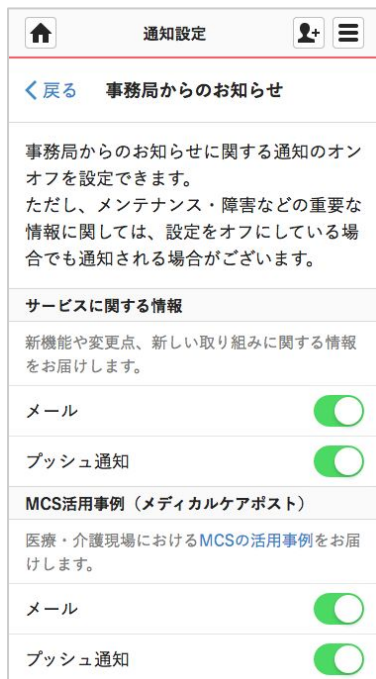 通知設定
戻る 事務局からのお知らせ
事務局からのお知らせに関する通知のオン
オフを設定できます。
ただし、メンテナンス・障害などの重要な
情報に関しては、設定をオフにしている場
合でも通知される場合がございます。
サービスに関する情報
新機能や変更点、新しい取り組みに関する情報
をお届けします。
メール
プッシュ通知
MCS活用事例（メディカルケアポスト）
医療・介護現場におけるMCSの活用事例をお届
けします。
メール
プッシュ通知